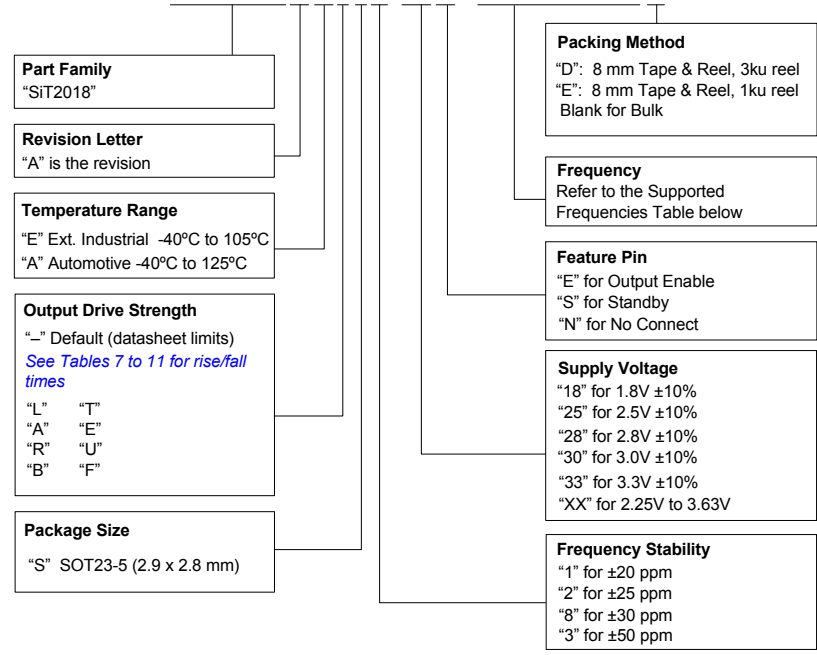 Part Family
“SiT2018”
Revision Letter
“A” is the revision
Temperature Range
“E” Ext. Industrial -40ºC to 105ºC
“A” Automotive -40ºC to 125ºC
Output Drive Strength
“–” Default (datasheet limits)
See Tables 7 to 11 for rise/fall
times
“L” “T”
“A” “E”
“R” “U”
“B” “F”
Package Size
“S” SOT23-5 (2.9 x 2.8 mm)
Packing Method
“D”: 8 mm Tape & Reel, 3ku reel
“E”: 8 mm Tape & Reel, 1ku reel
Blank for Bulk
Frequency
Refer to the Supported
Frequencies Table below
Feature Pin
“E” for Output Enable
“S” for Standby
“N” for No Connect
Supply Voltage
“18” for 1.8V ±10%
“25” for 2.5V ±10%
“28” for 2.8V ±10%
“30” for 3.0V ±10%
“33” for 3.3V ±10%
“XX” for 2.25V to 3.63V
Frequency Stability
“1” for ±20 ppm
“2” for ±25 ppm
“8” for ±30 ppm
“3” for ±50 ppm